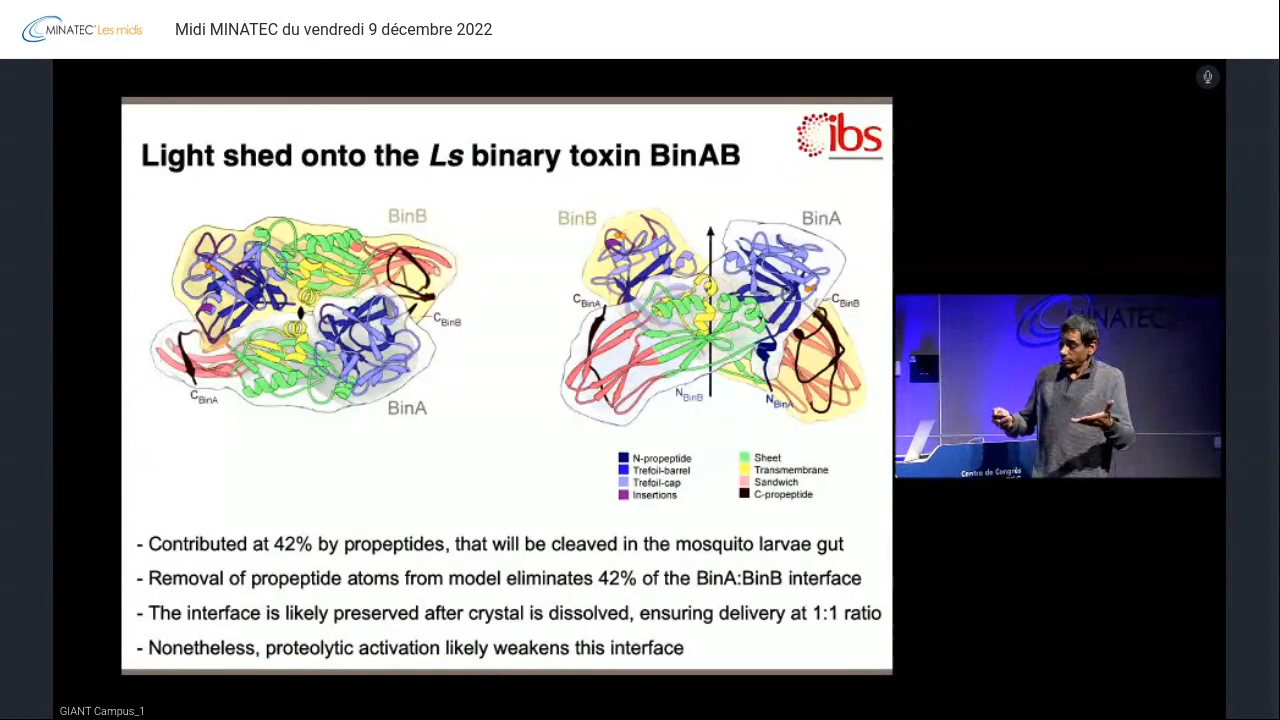 MINATEC Les midis
Midi MINATEC du vendredi 9 décembre 2022
ibs
Light shed onto the Ls binary toxin BinAB
BinB
CBinB
CBinA
BinA
BinB
BinA
CBinA
CBinB
NBinB
NBinA
N-propeptide
Trefoil-barrel
Trefoil-cap
Insertions
Sheet
Transmembrane
Sandwich
C-propeptide
- Contributed at 42% by propeptides, that will be cleaved in the mosquito larvae gut
- Removal of propeptide atoms from model eliminates 42% of the BinA:BinB interface
- The interface is likely preserved after crystal is dissolved, ensuring delivery at 1:1 ratio
- Nonetheless, proteolytic activation likely weakens this interface
MINATEC
Centre de Congrès
GIANT Campus_1